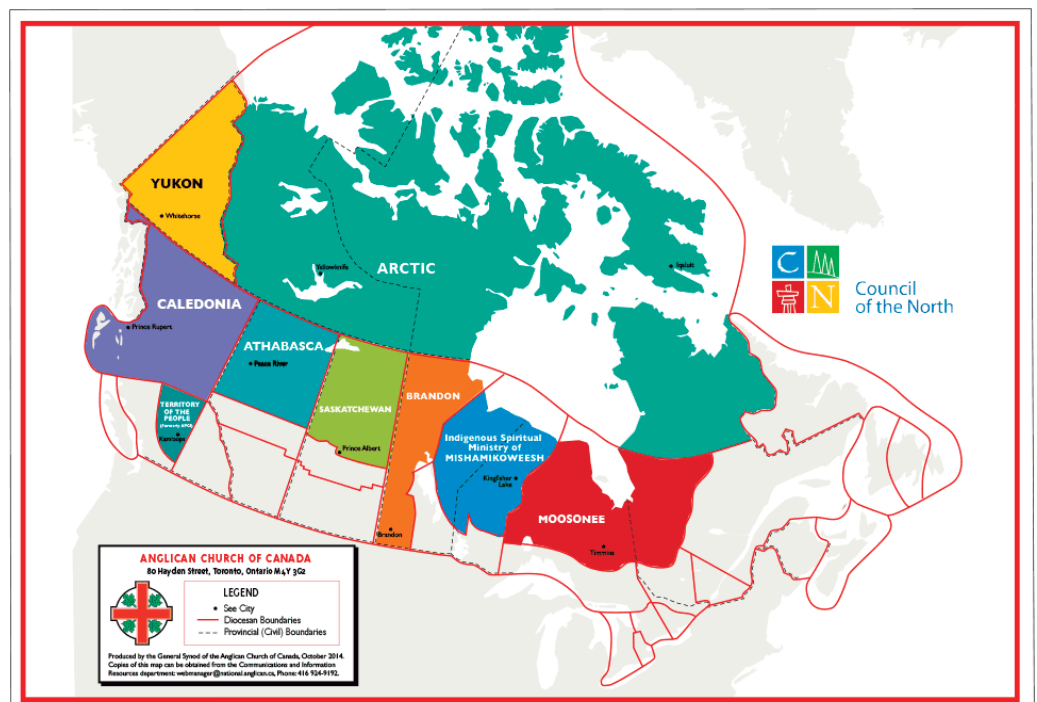 YUKON
Whitehorse
ARCTIC
Yellowknife
Iqaluit
C
N
Council
of the North
CALEDONIA
Prince Rupert
ATHABASCA
Peace River
SASKATCHEWAN
Prince Albert
BRANDON
Brandon
TERRITORY
OF THE
PEOPLE
(Formerly APCI)
Kamloops
Indigenous Spiritual
Ministry of
MISHAMIKOWEESH
Kingfisher
Lake
MOOSONEE
Timmins
ANGLICAN CHURCH OF CANADA
80 Hayden Street, Toronto, Ontario M4Y 3G2
LEGEND
See City
Diocesan Boundaries
Provincial (Civil) Boundaries
Produced by the General Synod of the Anglican Church of Canada, October 2014.
Copies of this map can be obtained from the Communications and Information
Resources department: webmanager@national.anglican.ca, Phone: 416 924-9192.